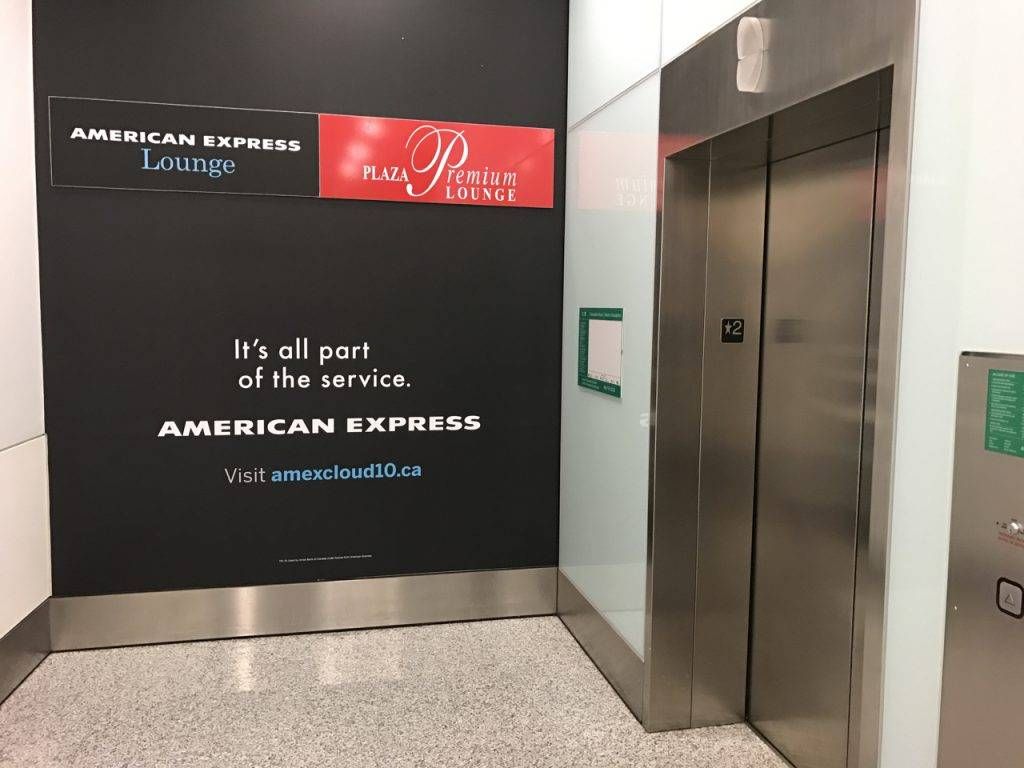 AMERICAN EXPRESS
Lounge
PLAZA Premium
LOUNGE
It's all part
of the service.
AMERICAN EXPRESS
Visit amexcloud10.ca
★2